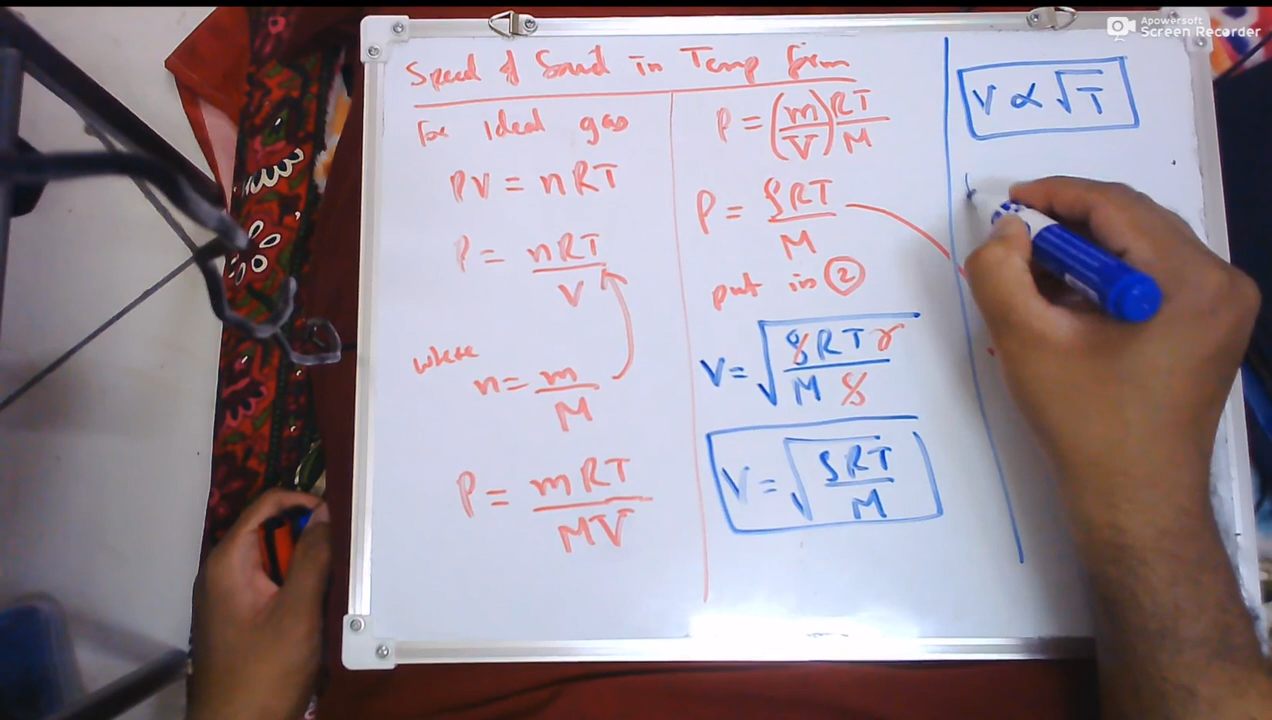 Apowersoft
Screen Recorder
Speed of Sound in Temp form
For ideal gas
PV = nRT
P = nRT / V
where
n = m / M
P = mRT / MV
P = (m/V) RT / M
P = ρRT / M
put in ②
V = √(ρRTγ / Mρ)
V = √(ρRT / M)
V ∝ √T